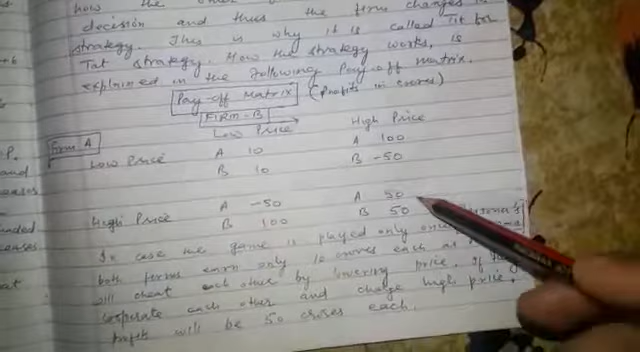 how the other
decision and thus the firm changes its
strategy. This is why it is called Tit for
Tat strategy. How the strategy works, is
explained in the following Pay-off matrix.
Pay-off Matrix (Profits in crores)
FIRM-B
Low Price High Price
Firm A
Low Price A 10 A 100
B 10 B -50
High Price A -50 A 50
B 100 B 50
In case the game is played only once
both firms earn only 10 crores each as
will cheat each other by lowering price. If they
cooperate each other and charge high price,
profit will be 50 crores each.